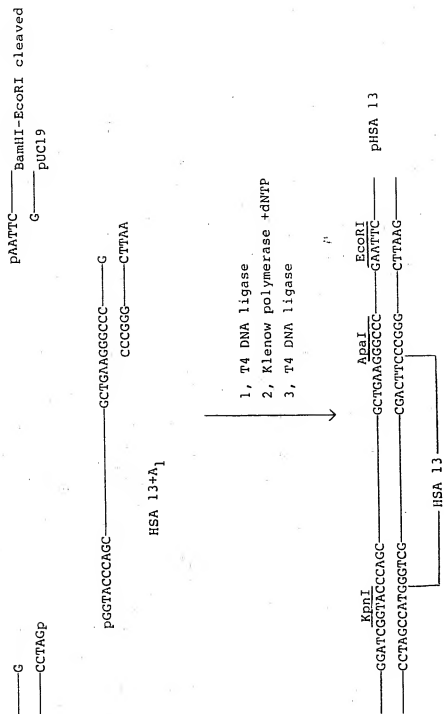 G pAATTC BamHI-EcoRI cleaved
CCTAGp G pUC19
pGGTACCCAGC GCTGAAGGGCCC G
CCCGGG CTTAA
HSA 13+A1
1, T4 DNA ligase
2, Klenow polymerase +dNTP
3, T4 DNA ligase
KpnI ApaI EcoRI
GGATCGGTACCCAGC GCTGAAGGGCCC GAATTC pHSA 13
CCTAGCCATGGGTCG CGACTTCCCGGG CTTAAG
HSA 13